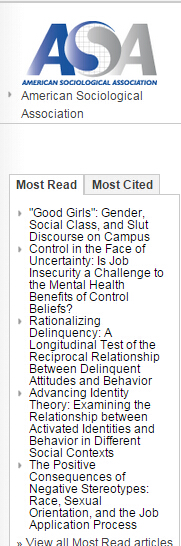 ASA
AMERICAN SOCIOLOGICAL ASSOCIATION
American Sociological
Association
Most Read Most Cited
"Good Girls": Gender,
Social Class, and Slut
Discourse on Campus
Control in the Face of
Uncertainty: Is Job
Insecurity a Challenge to
the Mental Health
Benefits of Control
Beliefs?
Rationalizing
Delinquency: A
Longitudinal Test of the
Reciprocal Relationship
Between Delinquent
Attitudes and Behavior
Advancing Identity
Theory: Examining the
Relationship between
Activated Identities and
Behavior in Different
Social Contexts
The Positive
Consequences of
Negative Stereotypes:
Race, Sexual
Orientation, and the Job
Application Process
» View all Most Read articles